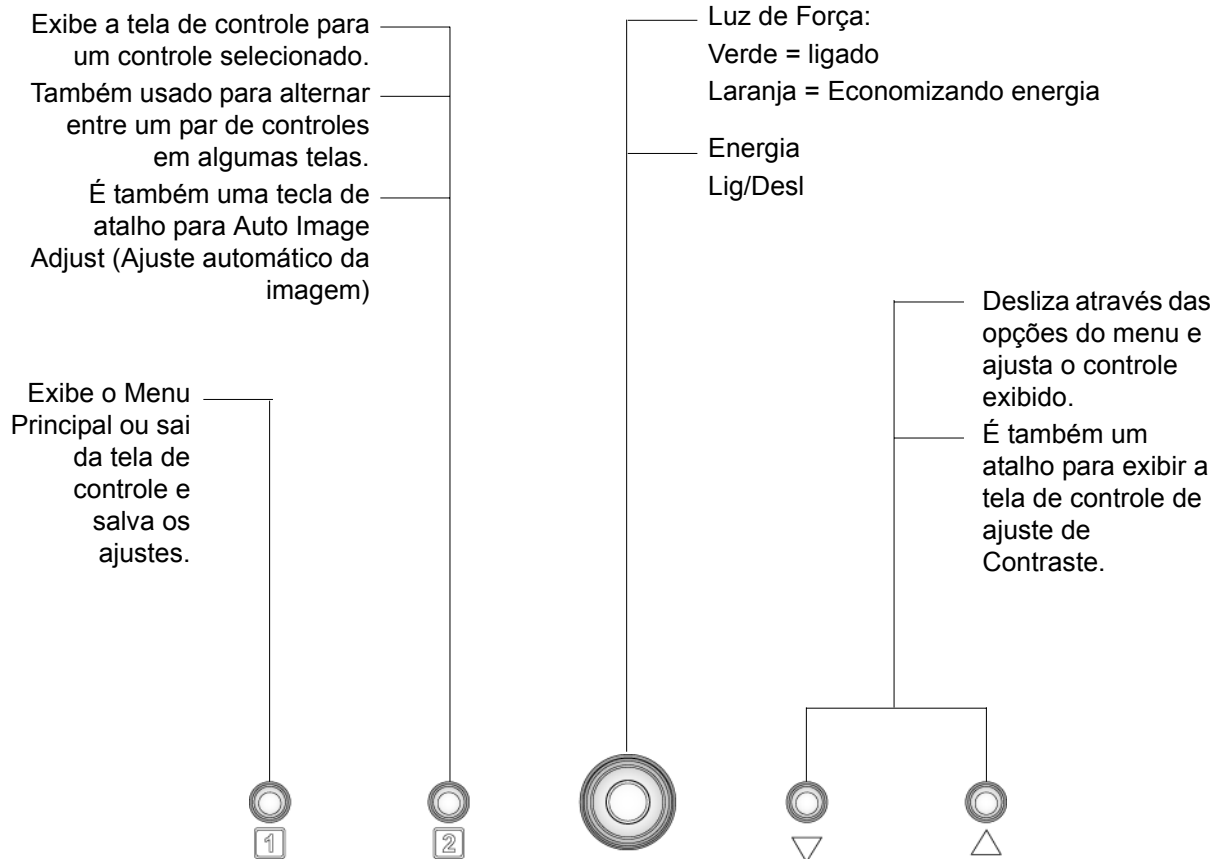 Exibe a tela de controle para
um controle selecionado.
Também usado para alternar
entre um par de controles
em algumas telas.
É também uma tecla de
atalho para Auto Image
Adjust (Ajuste automático da
imagem)
Exibe o Menu
Principal ou sai
da tela de
controle e
salva os
ajustes.
Luz de Força:
Verde = ligado
Laranja = Economizando energia
Energia
Lig/Desl
Desliza através das
opções do menu e
ajusta o controle
exibido.
É também um
atalho para exibir a
tela de controle de
ajuste de
Contraste.
1
2